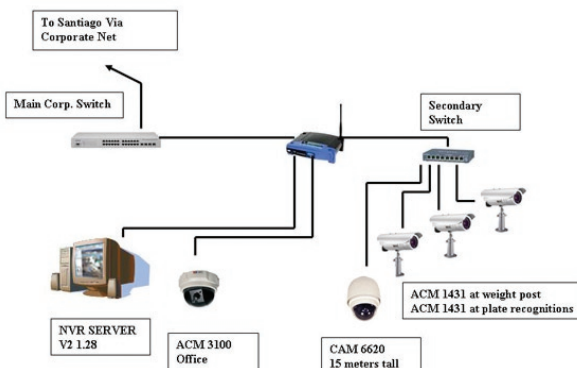 To Santiago Via
Corporate Net
Main Corp. Switch
Secondary
Switch
NVR SERVER
V2 1.28
ACM 3100
Office
CAM 6620
15 meters tall
ACM 1431 at weight post
ACM 1431 at plate recognitions